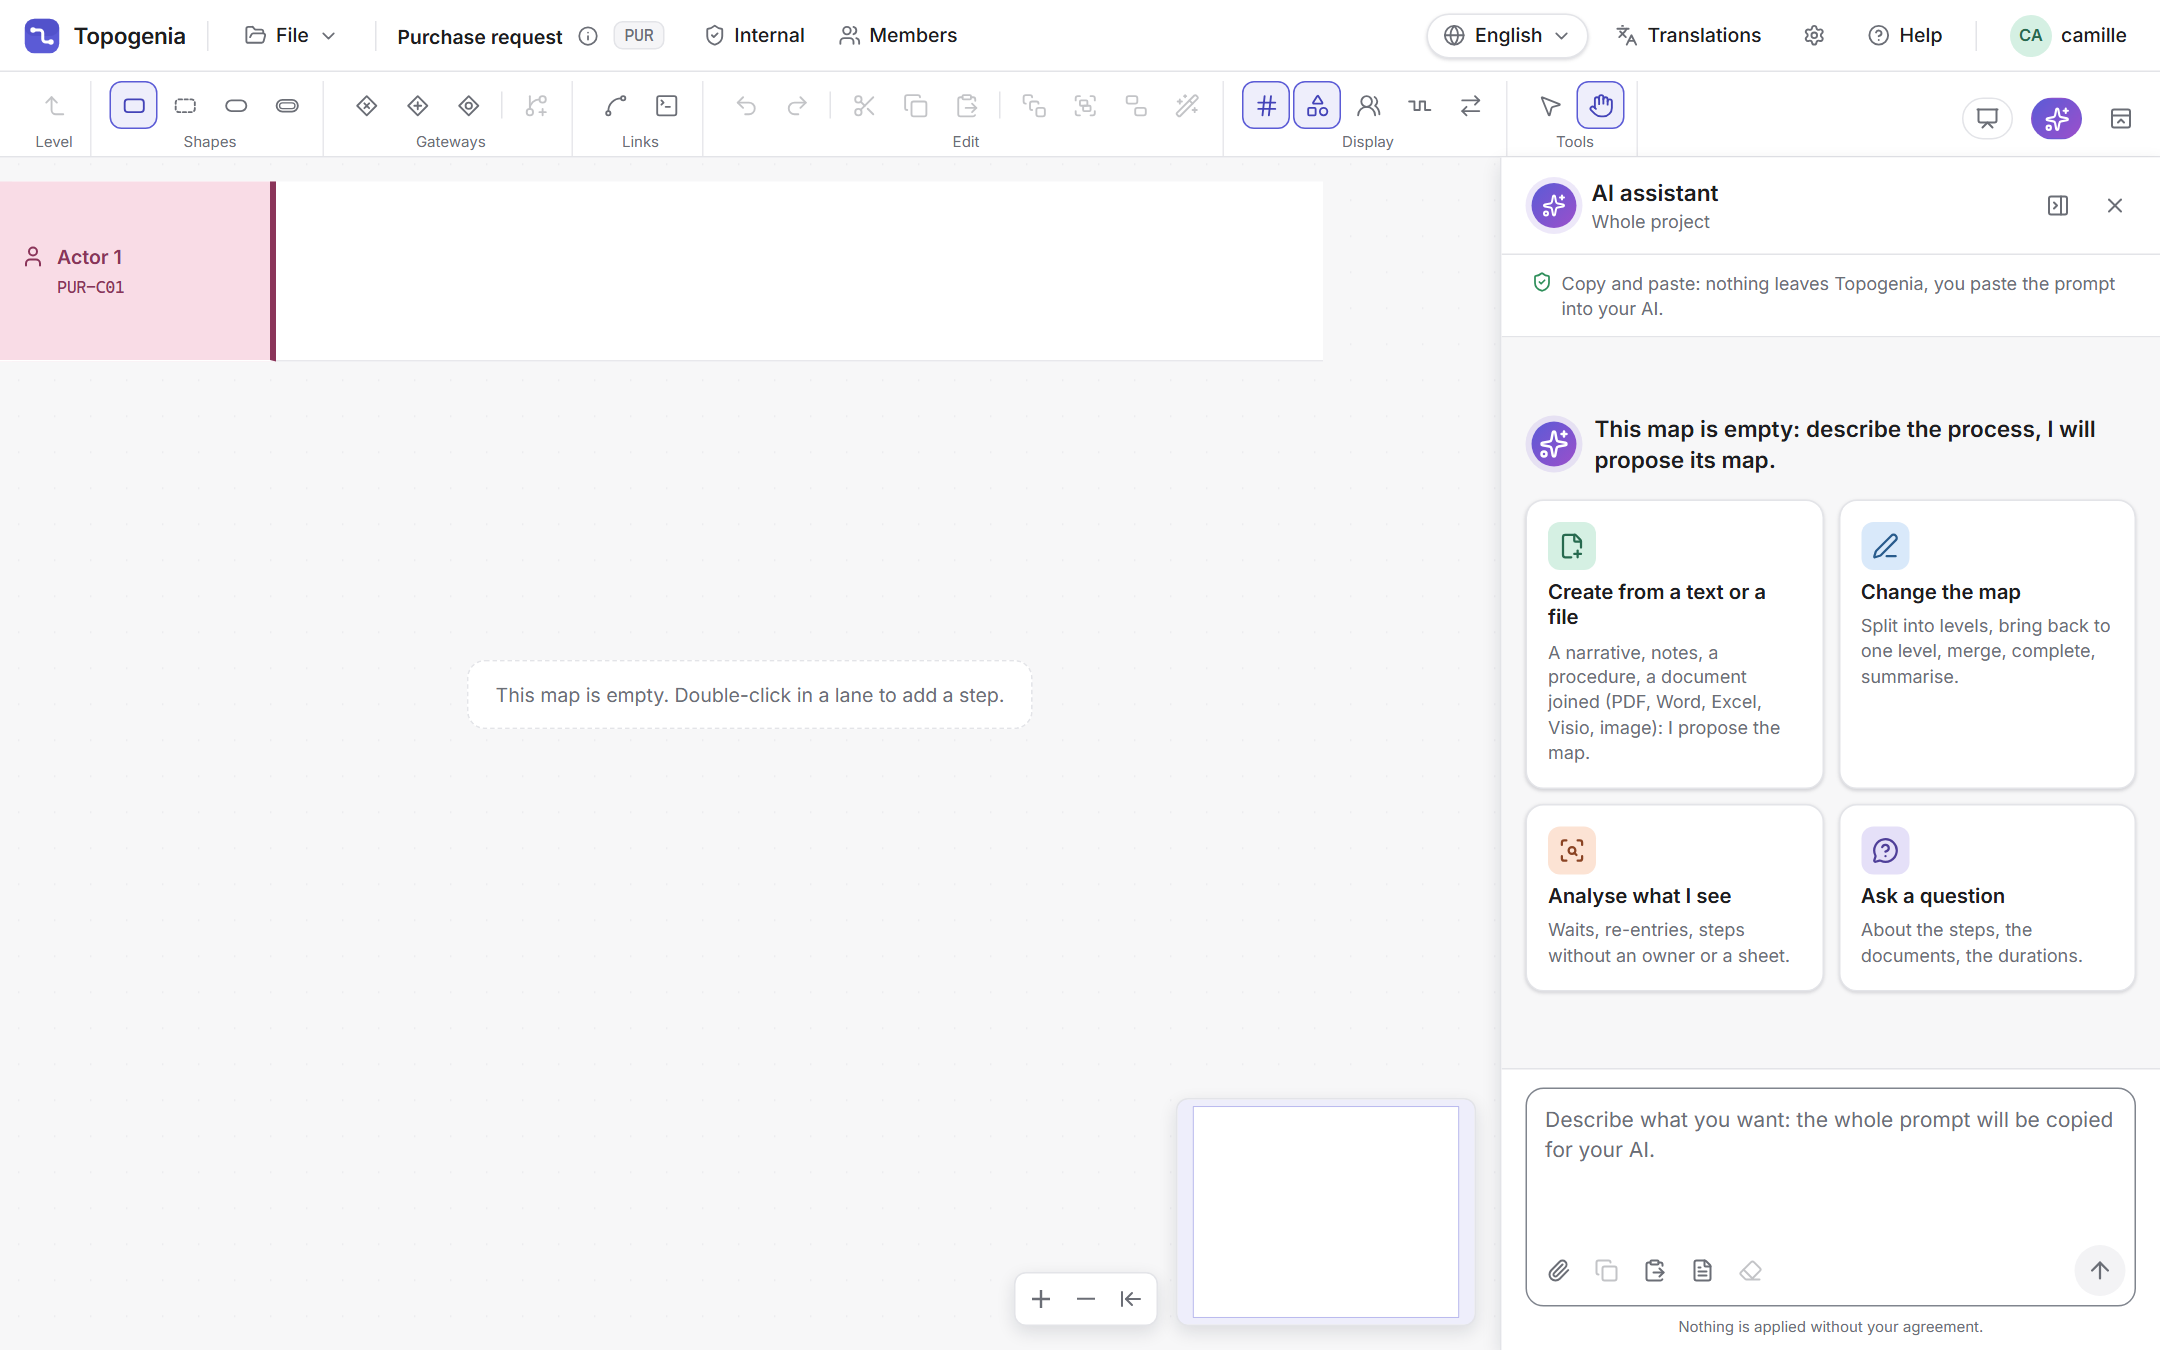 Topogenia
File
Purchase request
PUR
Internal
Members
English
Translations
Help
CA
camille
Level
Shapes
Gateways
Links
Edit
Display
Tools
Actor 1
PUR-C01
This map is empty. Double-click in a lane to add a step.
AI assistant
Whole project
Copy and paste: nothing leaves Topogenia, you paste the prompt
into your AI.
This map is empty: describe the process, I will
propose its map.
Create from a text or a
file
A narrative, notes, a
procedure, a document
joined (PDF, Word, Excel,
Visio, image): I propose the
map.
Change the map
Split into levels, bring back to
one level, merge, complete,
summarise.
Analyse what I see
Waits, re-entries, steps
without an owner or a sheet.
Ask a question
About the steps, the
documents, the durations.
Describe what you want: the whole prompt will be copied
for your AI.
Nothing is applied without your agreement.